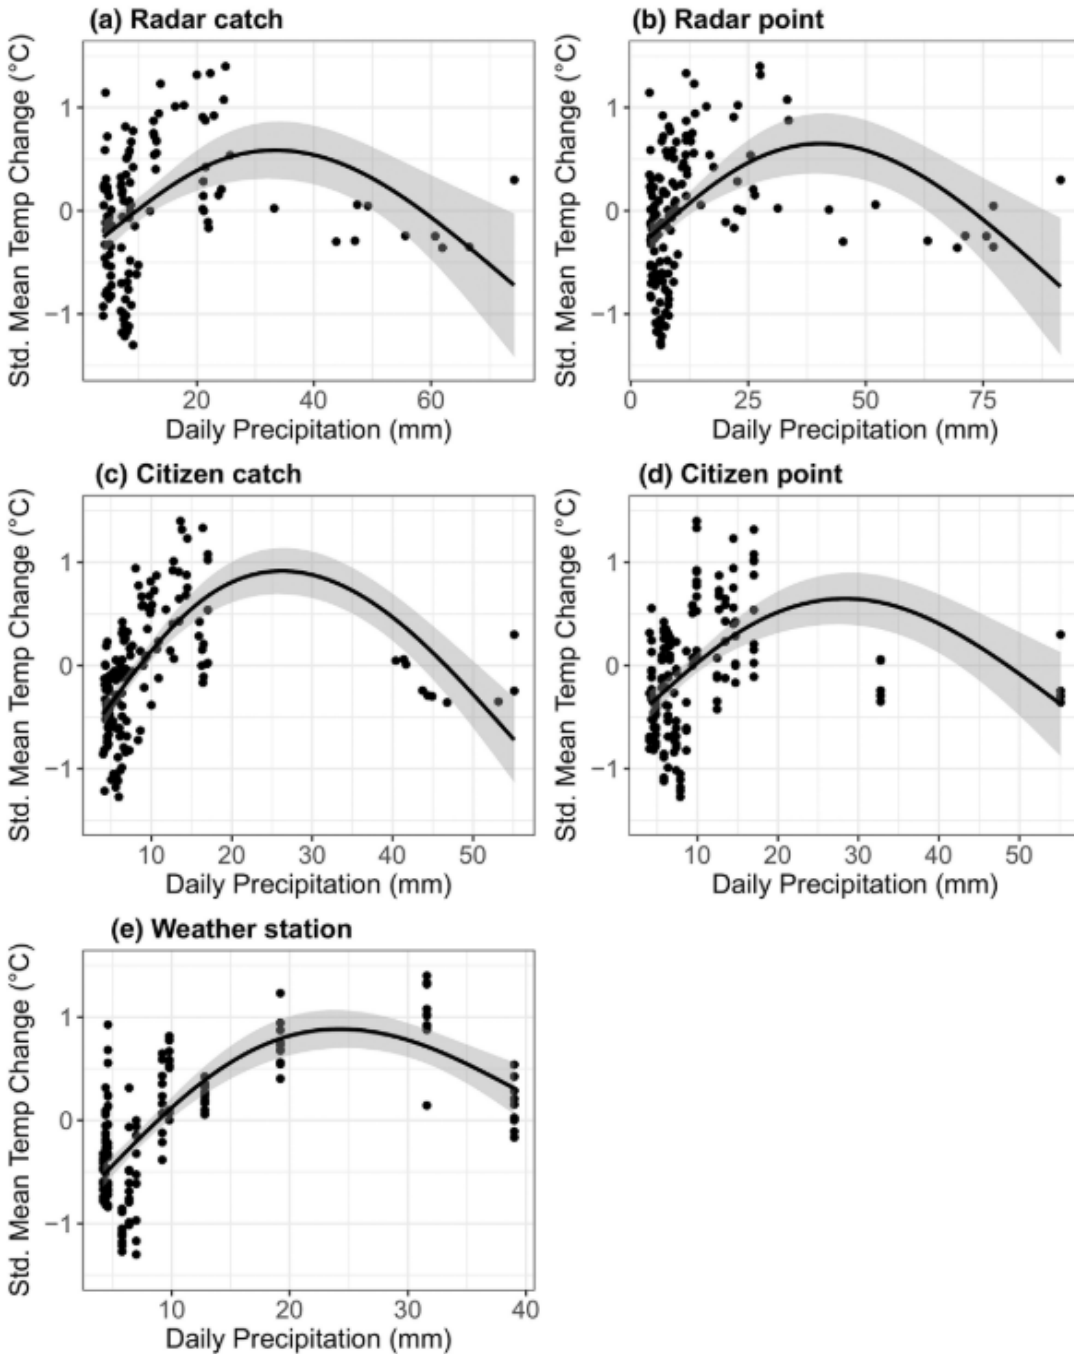 (a) Radar catch
Std. Mean Temp Change (°C)
1
0
−1
20 40 60
Daily Precipitation (mm)
(b) Radar point
Std. Mean Temp Change (°C)
1
0
−1
0 25 50 75
Daily Precipitation (mm)
(c) Citizen catch
Std. Mean Temp Change (°C)
1
0
−1
10 20 30 40 50
Daily Precipitation (mm)
(d) Citizen point
Std. Mean Temp Change (°C)
1
0
−1
10 20 30 40 50
Daily Precipitation (mm)
(e) Weather station
Std. Mean Temp Change (°C)
1
0
−1
10 20 30 40
Daily Precipitation (mm)